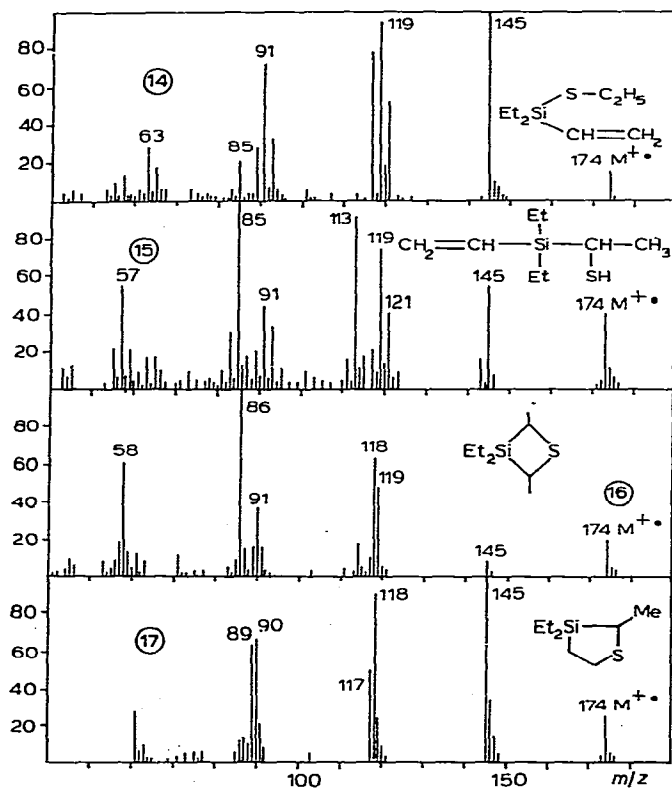 80
60
40
20
14
63
85
91
119
145
S—C₂H₅
Et₂Si
CH=CH₂
174 M⁺•
80
60
40
20
15
57
85
91
113
119
121
145
Et
CH₂=CH—Si—CH—CH₃
Et SH
174 M⁺•
80
60
40
20
58
86
91
118
119
145
Et₂Si S
16
174 M⁺•
80
60
40
20
17
89
90
117
118
145
Me
Et₂Si
S
174 M⁺•
100 150 m/z